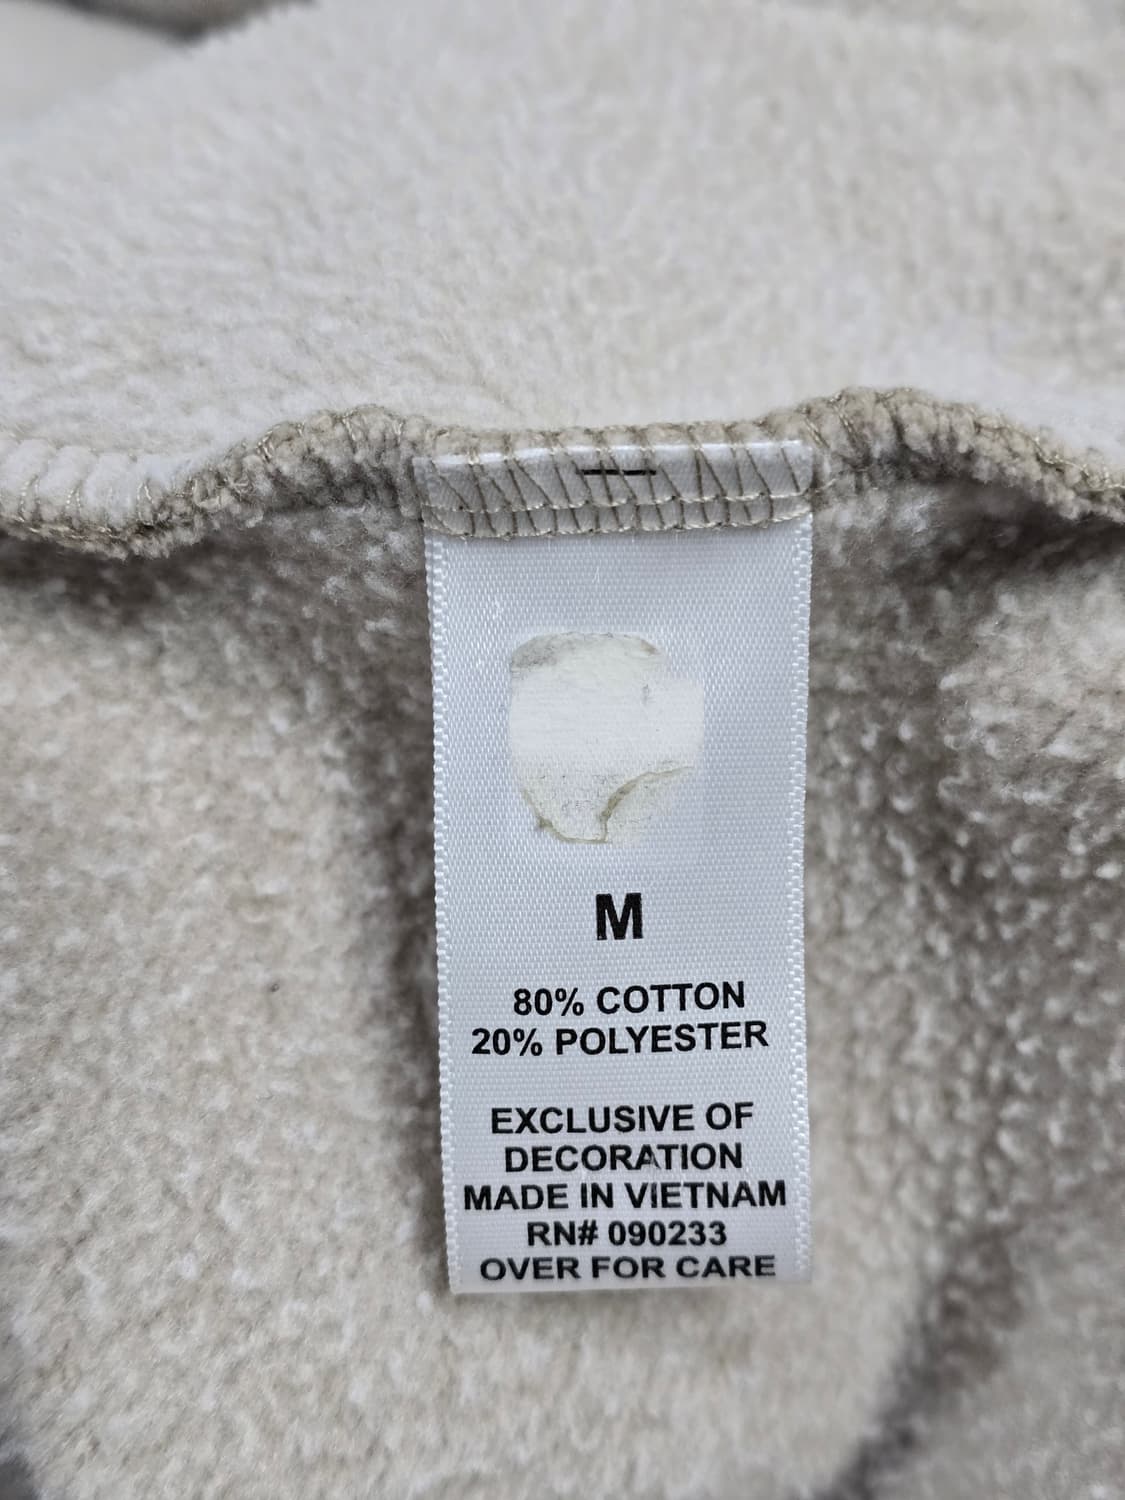 M
80% COTTON
20% POLYESTER
EXCLUSIVE OF
DECORATION
MADE IN VIETNAM
RN# 090233
OVER FOR CARE